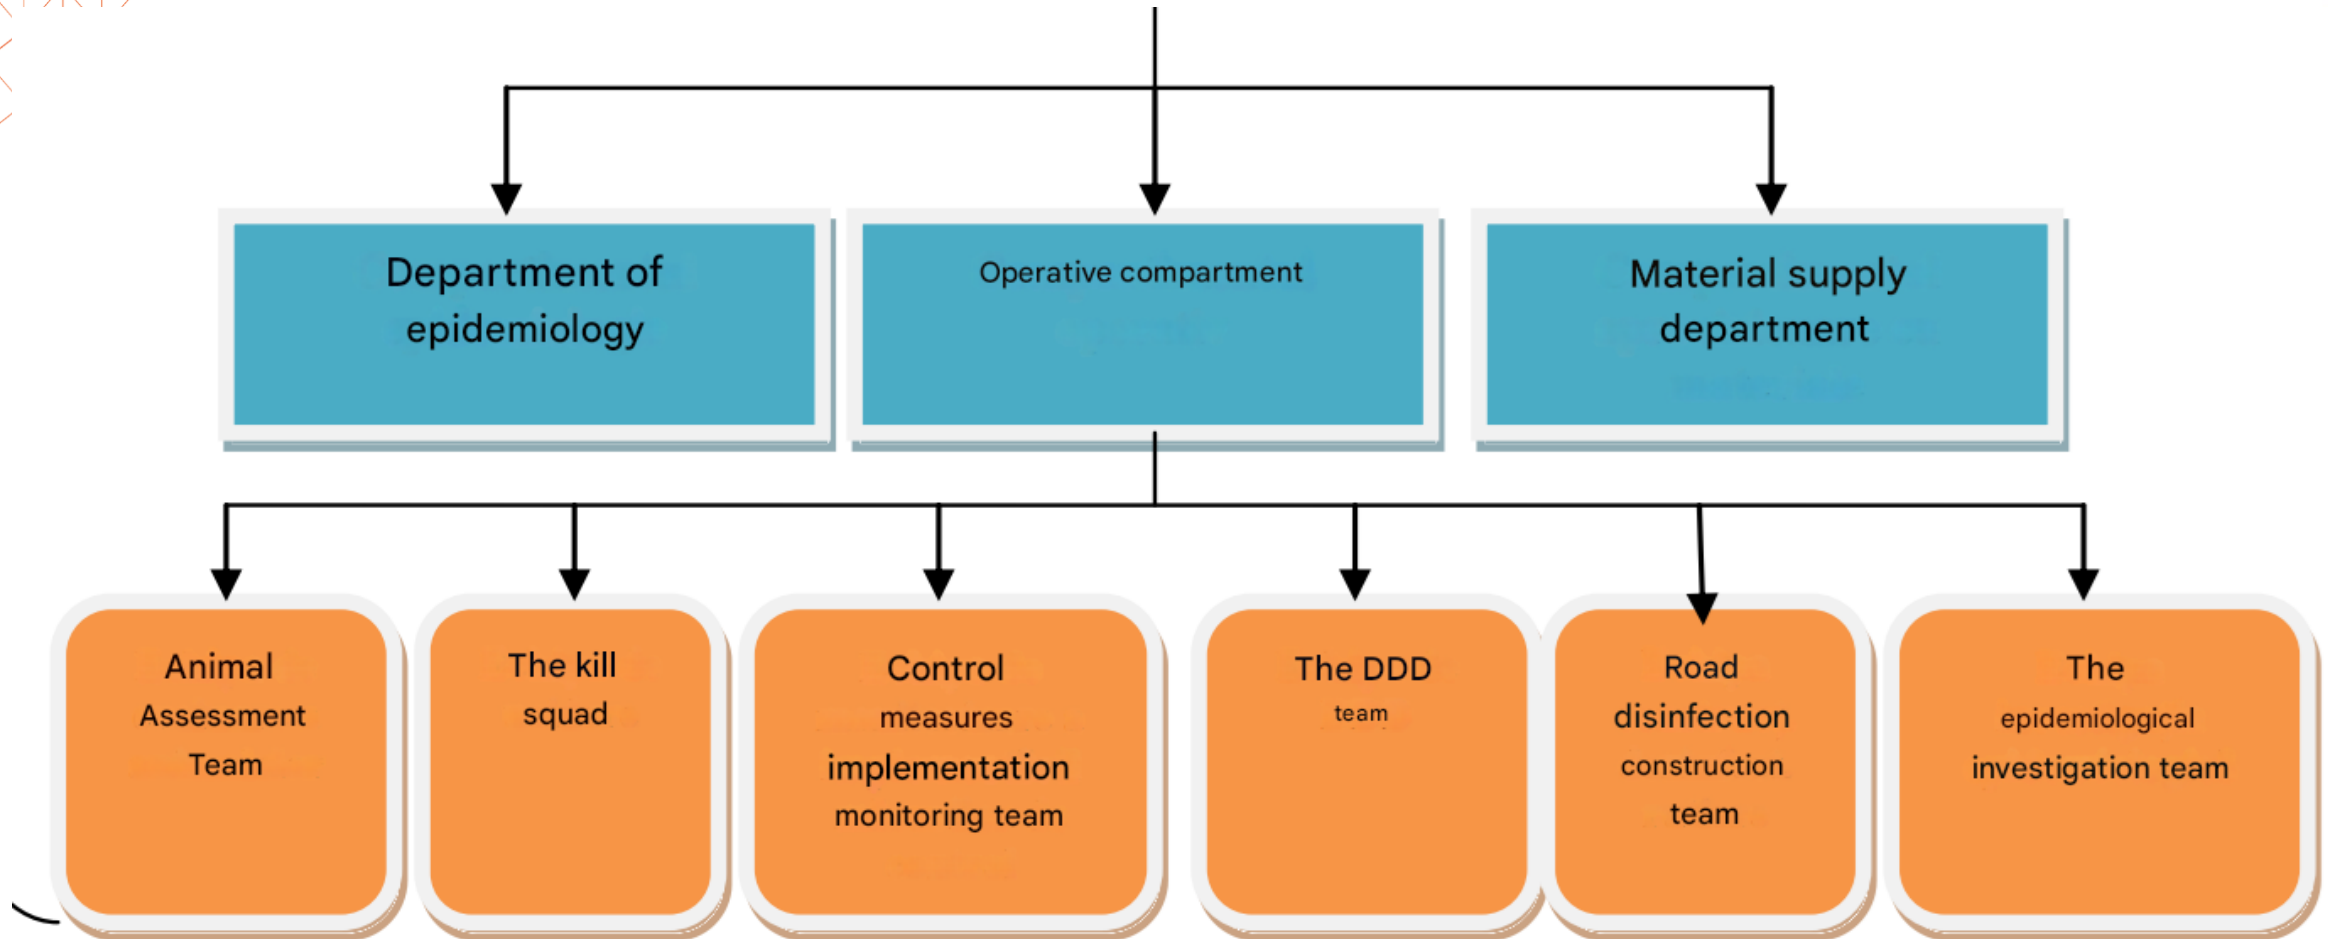 Department of
epidemiology
Operative compartment
Material supply
department
Animal
Assessment
Team
The kill
squad
Control
measures
implementation
monitoring team
The DDD
team
Road
disinfection
construction
team
The
epidemiological
investigation team